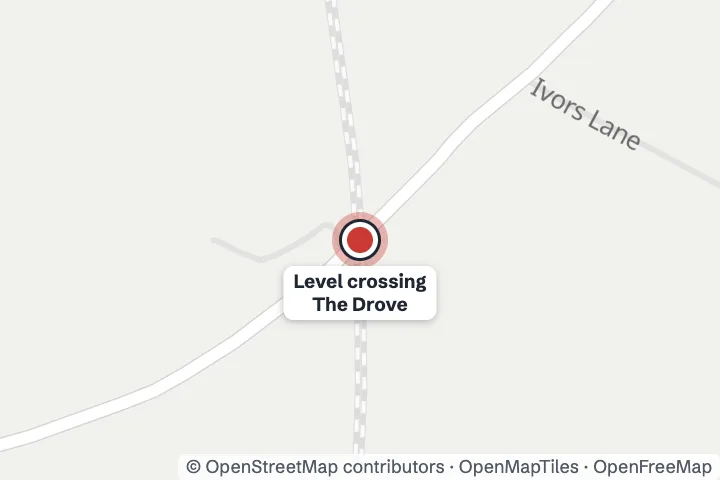 Ivors Lane
Level crossing
The Drove
© OpenStreetMap contributors · OpenMapTiles · OpenFreeMap